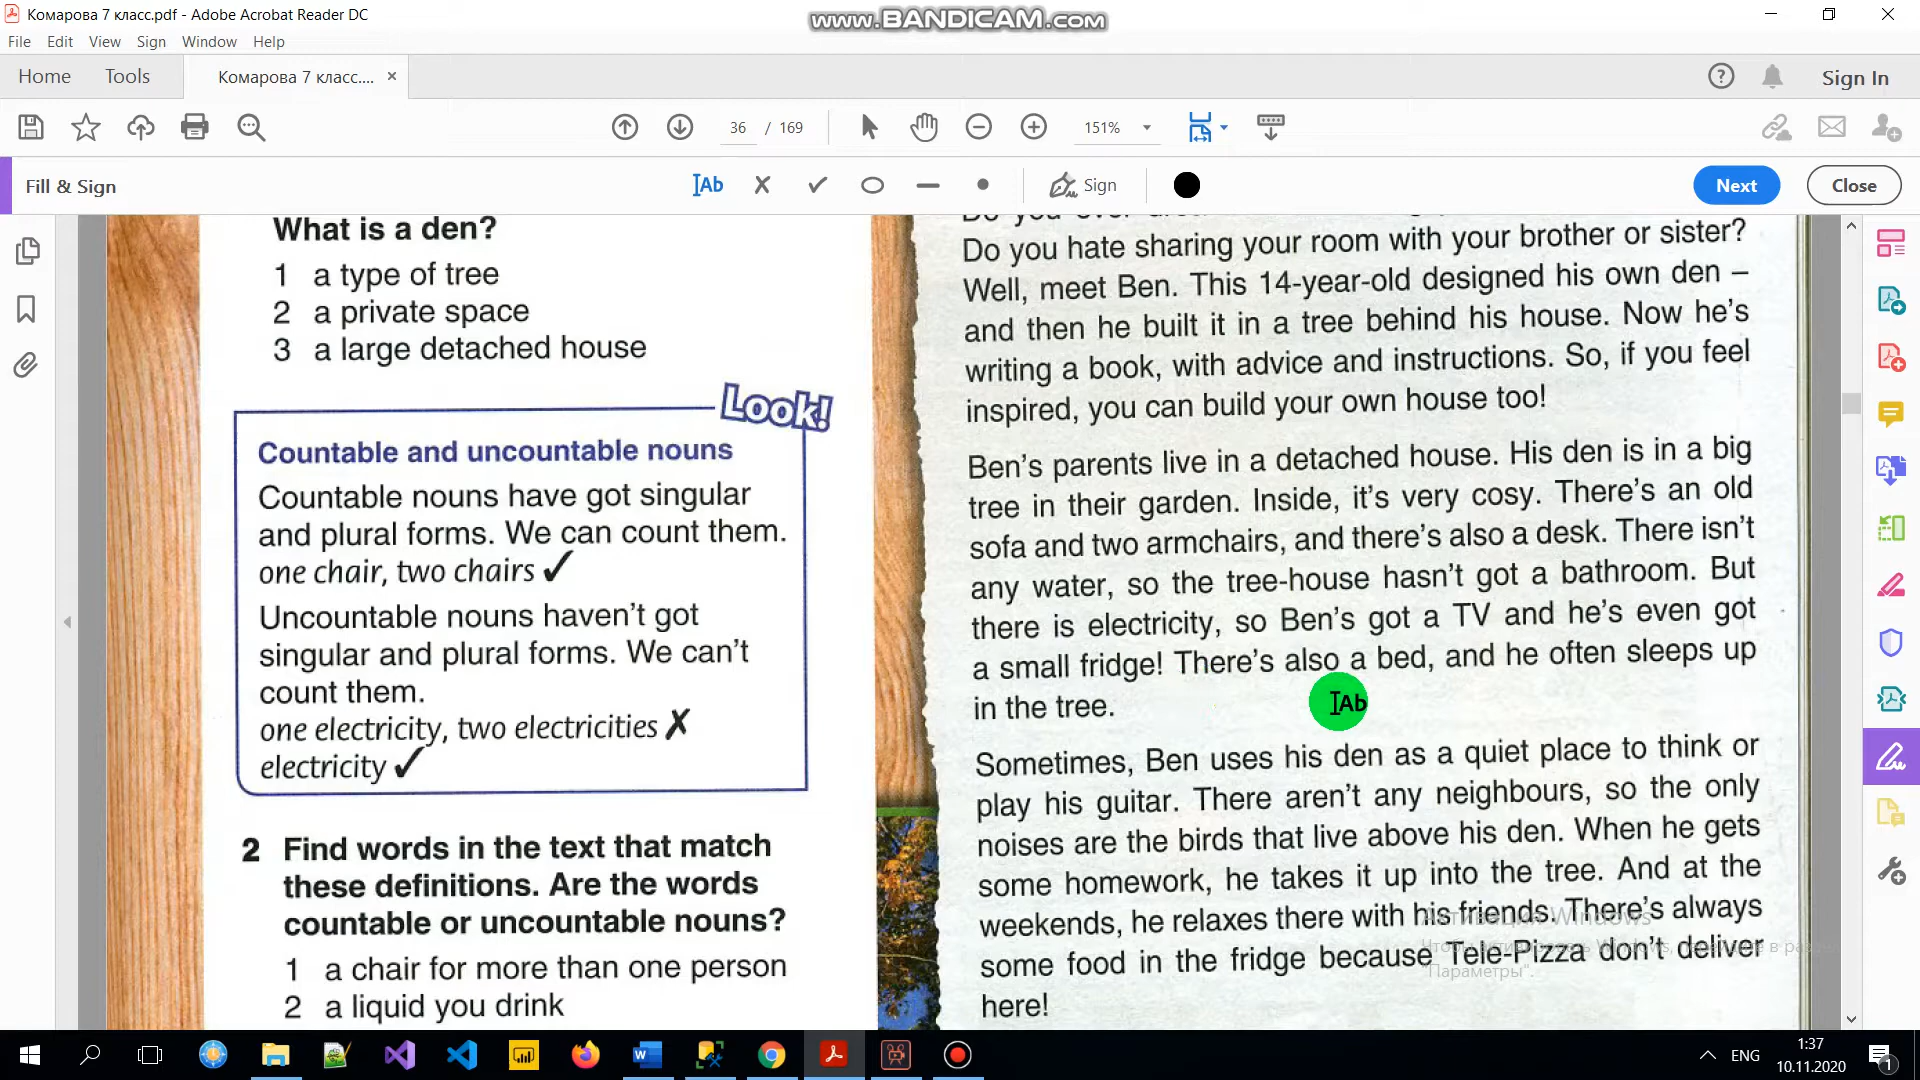 Комарова 7 класс.pdf - Adobe Acrobat Reader DC
www.BANDICAM.com
File Edit View Sign Window Help
Home Tools Комарова 7 класс.... × Sign In
36 / 169 151%
Fill & Sign Ab Sign Next Close
What is a den?
1 a type of tree
2 a private space
3 a large detached house
Look!
Countable and uncountable nouns
Countable nouns have got singular
and plural forms. We can count them.
one chair, two chairs ✓
Uncountable nouns haven't got
singular and plural forms. We can't
count them.
one electricity, two electricities ✗
electricity ✓
2 Find words in the text that match
these definitions. Are the words
countable or uncountable nouns?
1 a chair for more than one person
2 a liquid you drink
Do you ever
Do you hate sharing your room with your brother or sister?
Well, meet Ben. This 14-year-old designed his own den –
and then he built it in a tree behind his house. Now he's
writing a book, with advice and instructions. So, if you feel
inspired, you can build your own house too!
Ben's parents live in a detached house. His den is in a big
tree in their garden. Inside, it's very cosy. There's an old
sofa and two armchairs, and there's also a desk. There isn't
any water, so the tree-house hasn't got a bathroom. But
there is electricity, so Ben's got a TV and he's even got
a small fridge! There's also a bed, and he often sleeps up
in the tree.
Ab
Sometimes, Ben uses his den as a quiet place to think or
play his guitar. There aren't any neighbours, so the only
noises are the birds that live above his den. When he gets
some homework, he takes it up into the tree. And at the
weekends, he relaxes there with his friends. There's always
some food in the fridge because Tele-Pizza don't deliver
here!
Активация Windows
Чтобы активировать Windows, перейдите в раздел
"Параметры".
ENG
1:37
10.11.2020
1